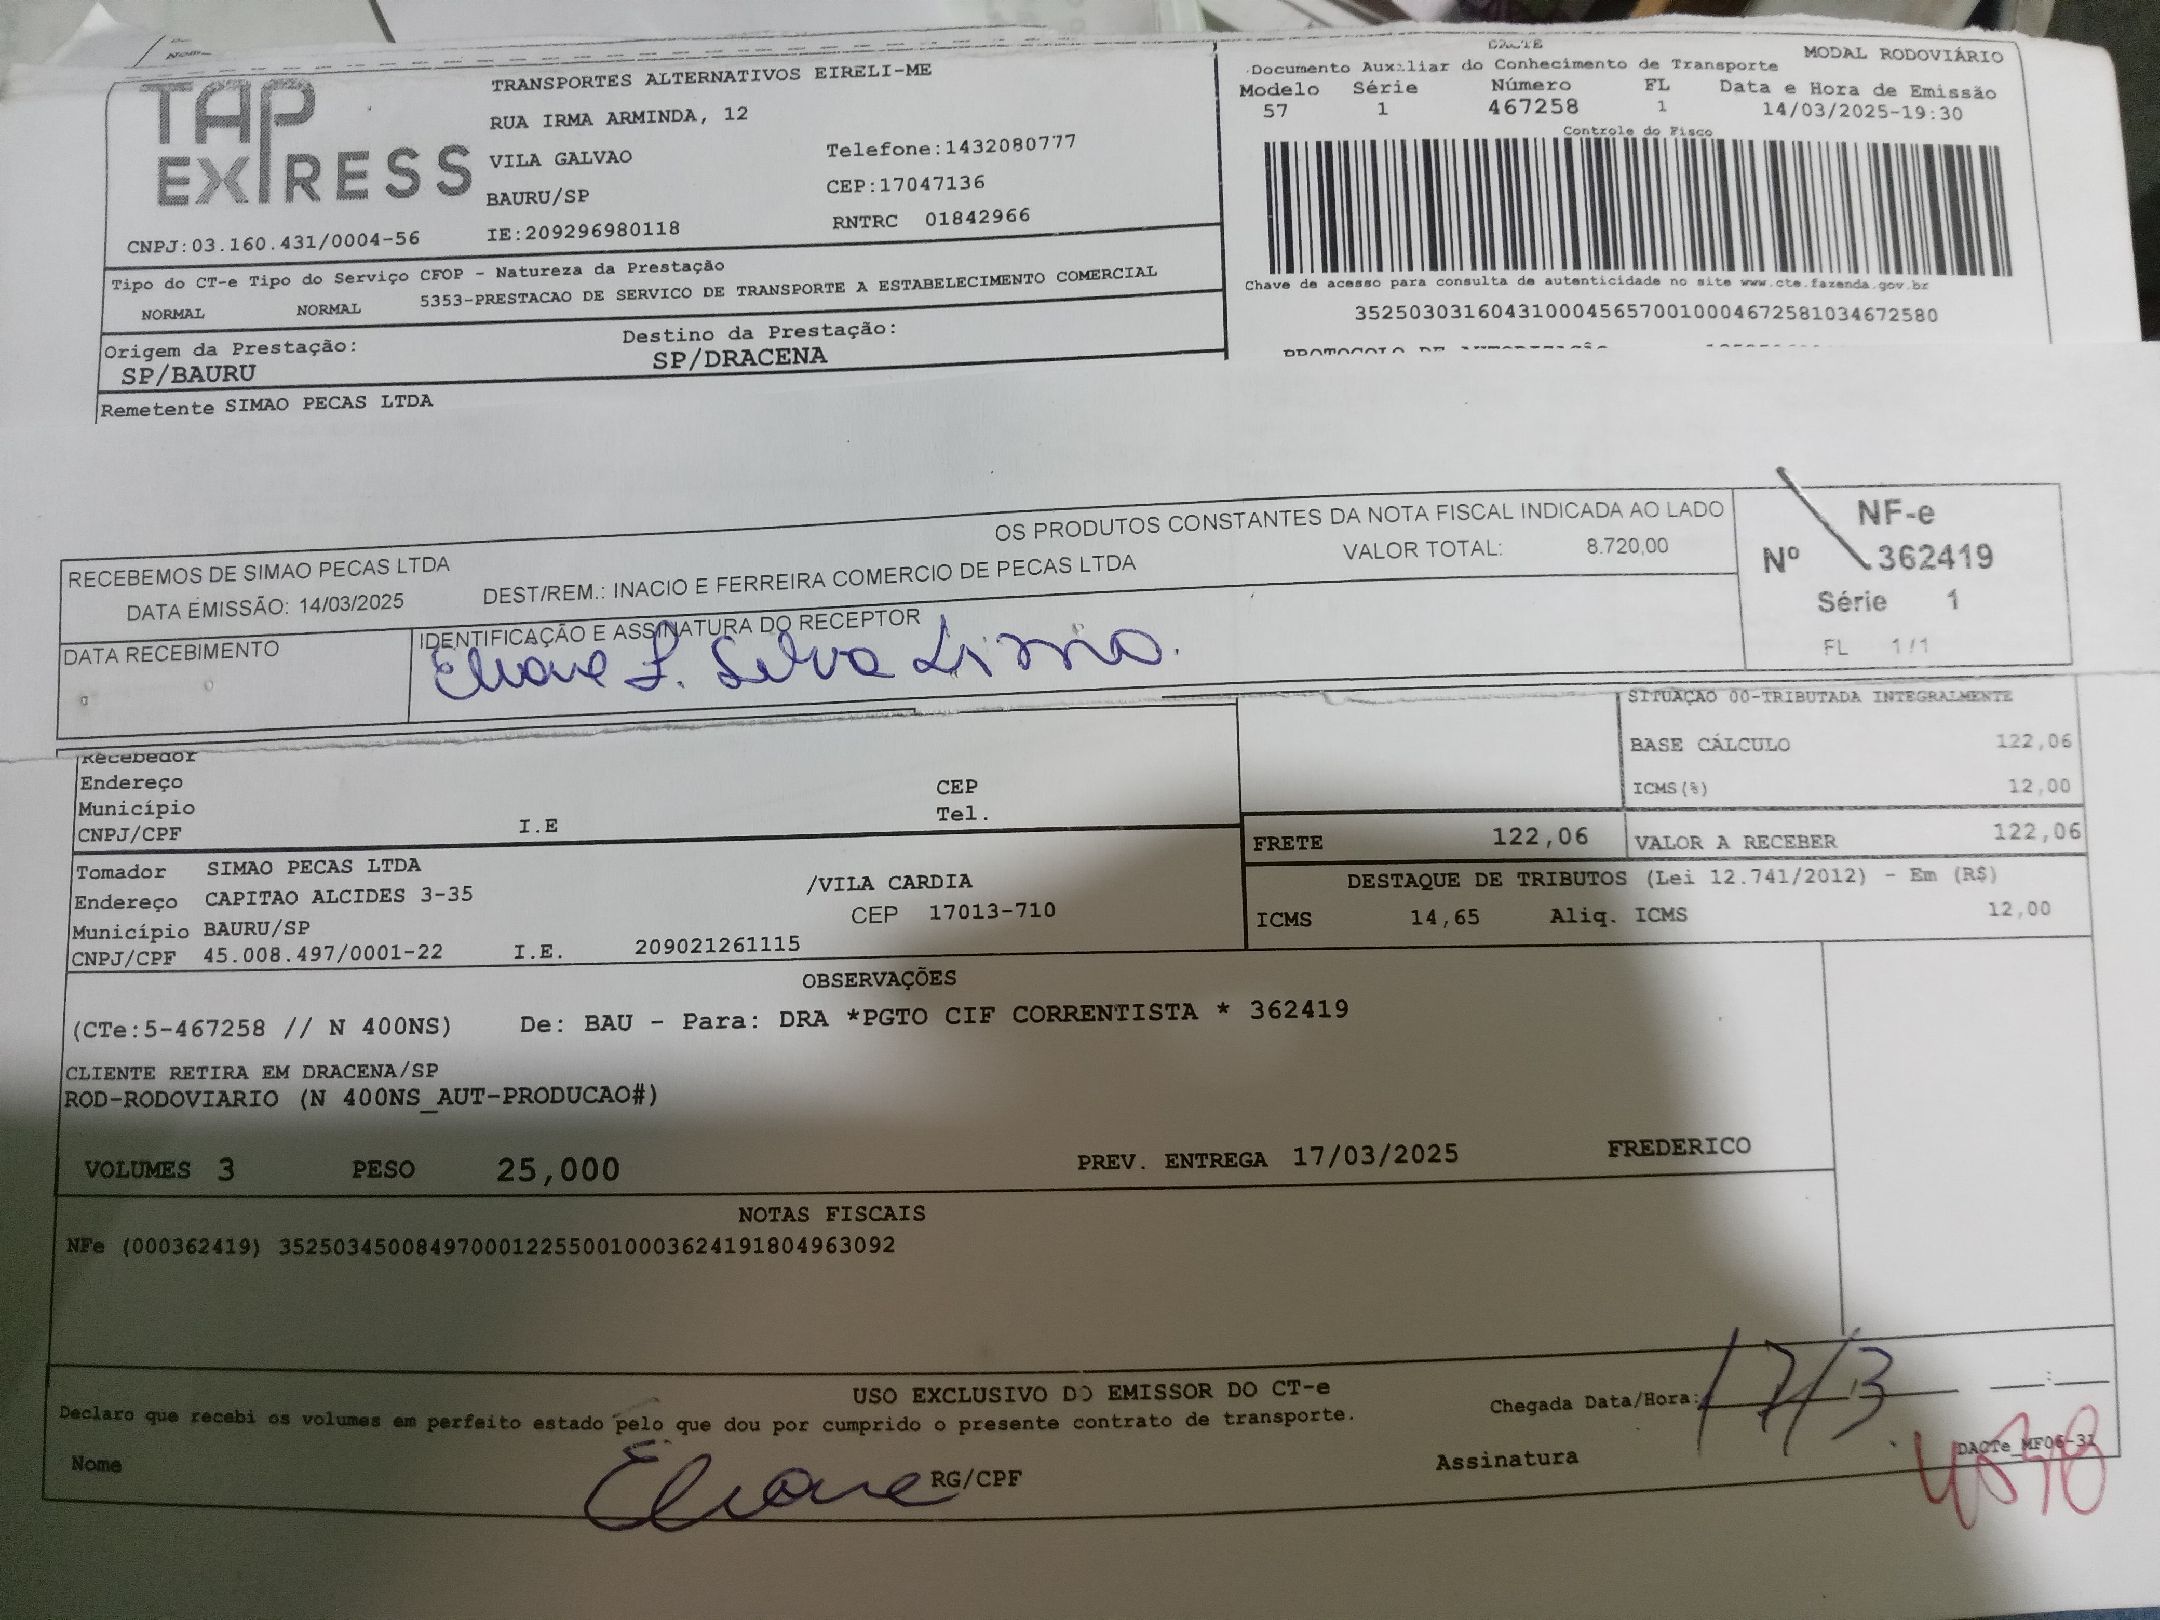 TAP EXPRESS
TRANSPORTES ALTERNATIVOS EIRELI-ME
RUA IRMA ARMINDA, 12
VILA GALVAO Telefone:1432080777
BAURU/SP CEP:17047136
CNPJ:03.160.431/0004-56 IE:209296980118 RNTRC 01842966
DACTE MODAL RODOVIÁRIO
Documento Auxiliar do Conhecimento de Transporte
Modelo Série Número FL Data e Hora de Emissão
57 1 467258 1 14/03/2025-19:30
Controle do Fisco
Chave de acesso para consulta de autenticidade no site www.cte.fazenda.gov.br
35250303160431000456570010004672581034672580
PROTOCOLO DE AUTORIZAÇÃO
Tipo do CT-e Tipo do Serviço CFOP - Natureza da Prestação
NORMAL NORMAL 5353-PRESTACAO DE SERVICO DE TRANSPORTE A ESTABELECIMENTO COMERCIAL
Origem da Prestação: Destino da Prestação:
SP/BAURU SP/DRACENA
Remetente SIMAO PECAS LTDA
RECEBEMOS DE SIMAO PECAS LTDA OS PRODUTOS CONSTANTES DA NOTA FISCAL INDICADA AO LADO
DATA EMISSÃO: 14/03/2025 DEST/REM.: INACIO E FERREIRA COMERCIO DE PECAS LTDA VALOR TOTAL: 8.720,00
DATA RECEBIMENTO IDENTIFICAÇÃO E ASSINATURA DO RECEPTOR
Eliane F. Silva Lima.
NF-e
Nº 362419
Série 1
FL 1/1
SITUAÇÃO 00-TRIBUTADA INTEGRALMENTE
BASE CÁLCULO 122,06
ICMS(%) 12,00
FRETE 122,06 VALOR A RECEBER 122,06
DESTAQUE DE TRIBUTOS (Lei 12.741/2012) - Em (R$)
ICMS 14,65 Aliq. ICMS 12,00
Recebedor
Endereço CEP
Município Tel.
CNPJ/CPF I.E
Tomador SIMAO PECAS LTDA
Endereço CAPITAO ALCIDES 3-35 /VILA CARDIA
Município BAURU/SP CEP 17013-710
CNPJ/CPF 45.008.497/0001-22 I.E. 209021261115
OBSERVAÇÕES
(CTe:5-467258 // N 400NS) De: BAU - Para: DRA *PGTO CIF CORRENTISTA * 362419
CLIENTE RETIRA EM DRACENA/SP
ROD-RODOVIARIO (N 400NS_AUT-PRODUCAO#)
VOLUMES 3 PESO 25,000 PREV. ENTREGA 17/03/2025 FREDERICO
NOTAS FISCAIS
NFe (000362419) 35250345008497000122550010003624191804963092
USO EXCLUSIVO DO EMISSOR DO CT-e
Declaro que recebi os volumes em perfeito estado pelo que dou por cumprido o presente contrato de transporte.
Chegada Data/Hora: 17/3
Nome Eliane RG/CPF Assinatura
DACTe_MF06-31